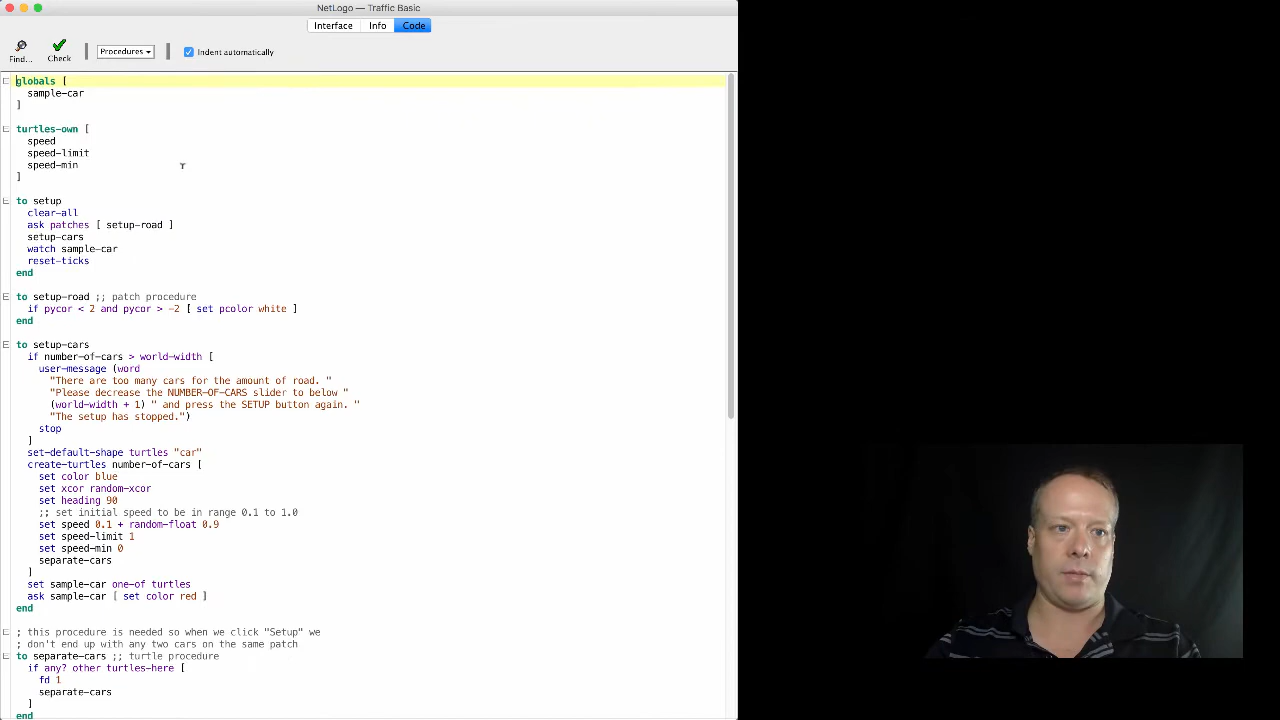 NetLogo — Traffic Basic
Interface Info Code
Find... Check Procedures Indent automatically
globals [
  sample-car
]
turtles-own [
  speed
  speed-limit
  speed-min
]
to setup
  clear-all
  ask patches [ setup-road ]
  setup-cars
  watch sample-car
  reset-ticks
end
to setup-road ;; patch procedure
  if pycor < 2 and pycor > -2 [ set pcolor white ]
end
to setup-cars
  if number-of-cars > world-width [
    user-message (word
      "There are too many cars for the amount of road. "
      "Please decrease the NUMBER-OF-CARS slider to below "
      (world-width + 1) " and press the SETUP button again. "
      "The setup has stopped.")
    stop
  ]
  set-default-shape turtles "car"
  create-turtles number-of-cars [
    set color blue
    set xcor random-xcor
    set heading 90
    ;; set initial speed to be in range 0.1 to 1.0
    set speed 0.1 + random-float 0.9
    set speed-limit 1
    set speed-min 0
    separate-cars
  ]
  set sample-car one-of turtles
  ask sample-car [ set color red ]
end
; this procedure is needed so when we click "Setup" we
; don't end up with any two cars on the same patch
to separate-cars ;; turtle procedure
  if any? other turtles-here [
    fd 1
    separate-cars
  ]
end